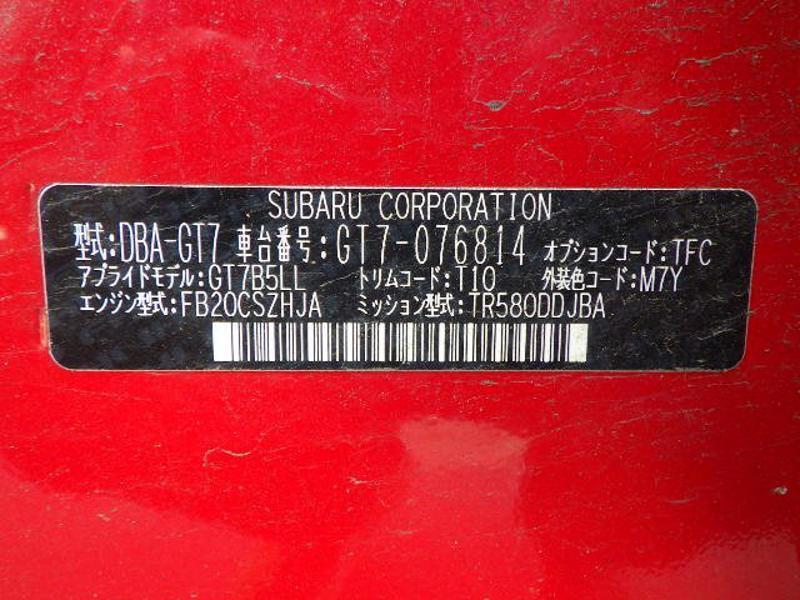 SUBARU CORPORATION
型式:DBA-GT7 車台番号:GT7-076814 オプションコード:TFC
アプライドモデル:GT7B5LL トリムコード:T10 外装色コード:M7Y
エンジン型式:FB20CSZHJA ミッション型式:TR580DDJBA